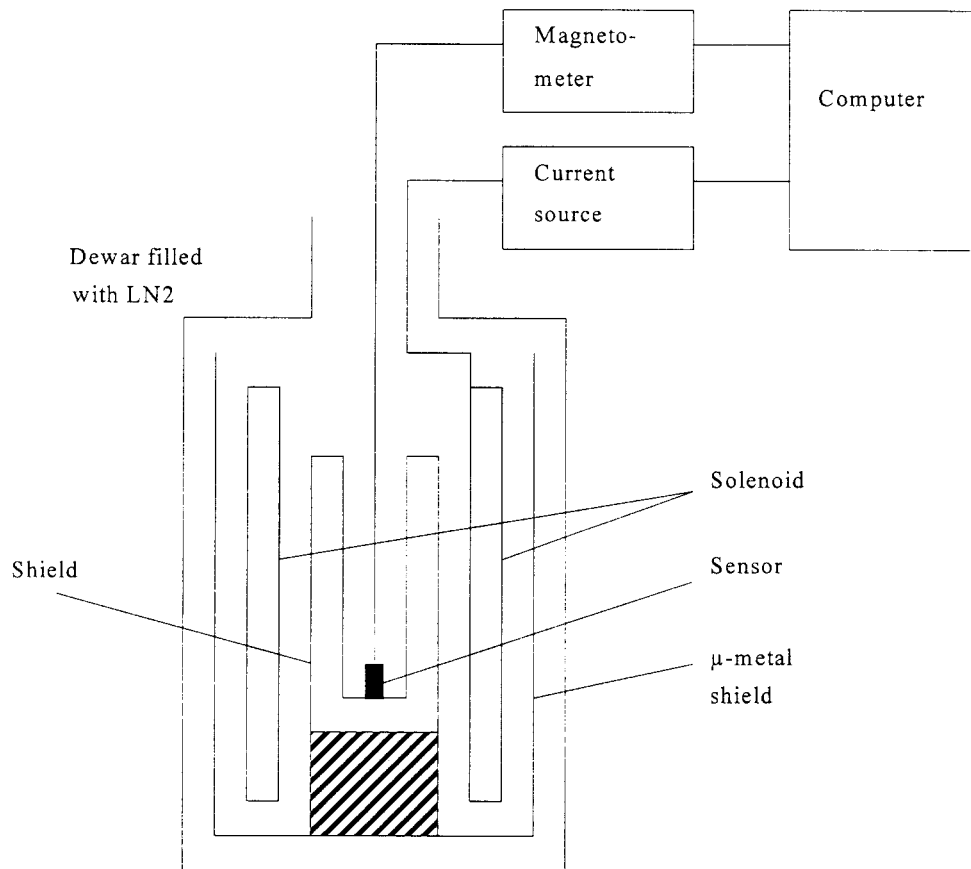 Magneto-
meter
Computer
Current
source
Dewar filled
with LN2
Solenoid
Sensor
Shield
µ-metal
shield